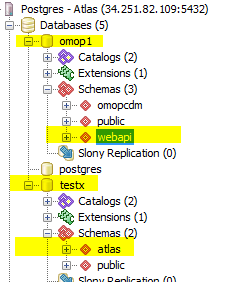 Postgres - Atlas (34.251.82.109:5432)
Databases (5)
omop1
Catalogs (2)
Extensions (1)
Schemas (3)
omopcdm
public
webapi
Slony Replication (0)
postgres
testx
Catalogs (2)
Extensions (1)
Schemas (2)
atlas
public
Slony Replication (0)